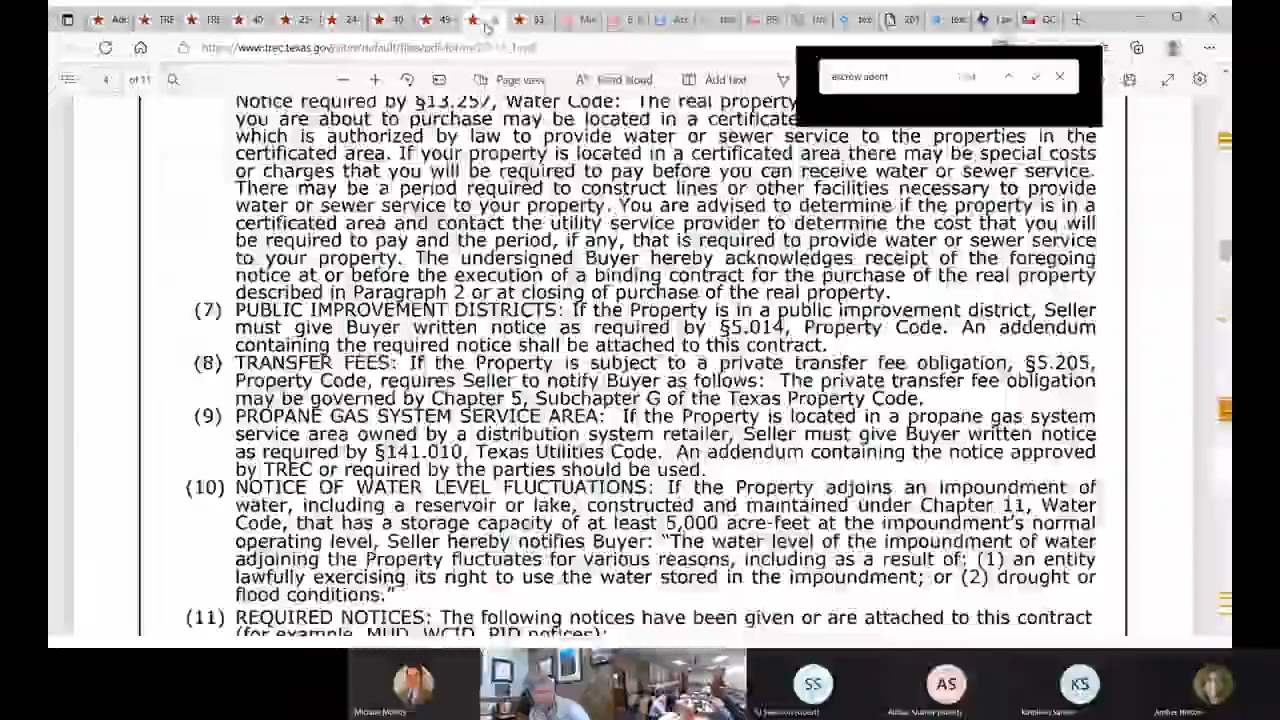 https://www.trec.texas.gov
4 of 11
Page view
Read aloud
Add text
escrow agent
Notice required by §13.257, Water Code: The real property
you are about to purchase may be located in a certificate
which is authorized by law to provide water or sewer service to the properties in the
certificated area. If your property is located in a certificated area there may be special costs
or charges that you will be required to pay before you can receive water or sewer service.
There may be a period required to construct lines or other facilities necessary to provide
water or sewer service to your property. You are advised to determine if the property is in a
certificated area and contact the utility service provider to determine the cost that you will
be required to pay and the period, if any, that is required to provide water or sewer service
to your property. The undersigned Buyer hereby acknowledges receipt of the foregoing
notice at or before the execution of a binding contract for the purchase of the real property
described in Paragraph 2 or at closing of purchase of the real property.
(7) PUBLIC IMPROVEMENT DISTRICTS: If the Property is in a public improvement district, Seller
must give Buyer written notice as required by §5.014, Property Code. An addendum
containing the required notice shall be attached to this contract.
(8) TRANSFER FEES: If the Property is subject to a private transfer fee obligation, §5.205,
Property Code, requires Seller to notify Buyer as follows: The private transfer fee obligation
may be governed by Chapter 5, Subchapter G of the Texas Property Code.
(9) PROPANE GAS SYSTEM SERVICE AREA: If the Property is located in a propane gas system
service area owned by a distribution system retailer, Seller must give Buyer written notice
as required by §141.010, Texas Utilities Code. An addendum containing the notice approved
by TREC or required by the parties should be used.
(10) NOTICE OF WATER LEVEL FLUCTUATIONS: If the Property adjoins an impoundment of
water, including a reservoir or lake, constructed and maintained under Chapter 11, Water
Code, that has a storage capacity of at least 5,000 acre-feet at the impoundment's normal
operating level, Seller hereby notifies Buyer: "The water level of the impoundment of water
adjoining the Property fluctuates for various reasons, including as a result of: (1) an entity
lawfully exercising its right to use the water stored in the impoundment; or (2) drought or
flood conditions."
(11) REQUIRED NOTICES: The following notices have been given or are attached to this contract
(for example, MUD, WCID, PID notices):
SS
AS
KS